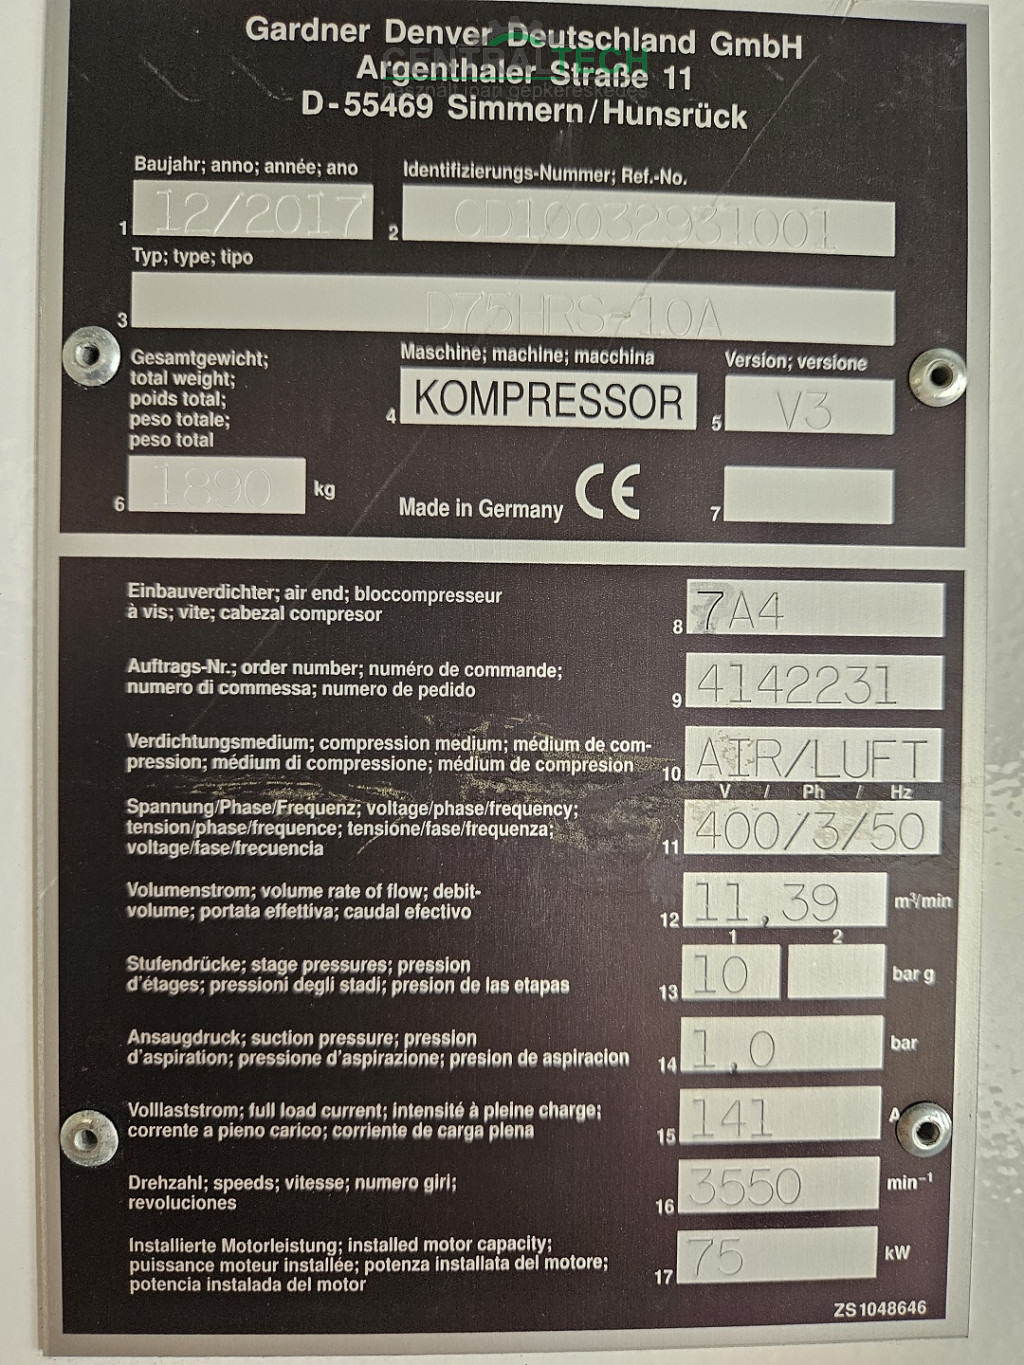 Gardner Denver Deutschland GmbH
CENTRALTECH
Argenthaler Straße 11
használt ipari gépkereskedés
D-55469 Simmern/Hunsrück
Baujahr; anno; année; ano
Identifizierungs-Nummer; Ref.-No.
1 12/2017
2 CD10032931001
Typ; type; tipo
3 D75HRS-10A
Gesamtgewicht;
total weight;
poids total;
peso totale;
peso total
Maschine; machine; macchina
4 KOMPRESSOR
Version; versione
5 V3
6 1890 kg
Made in Germany CE
7
Einbauverdichter; air end; bloccompresseur
à vis; vite; cabezal compresor
8 7A4
Auftrags-Nr.; order number; numéro de commande;
numero di commessa; numero de pedido
9 4142231
Verdichtungsmedium; compression medium; médium de com-
pression; médium di compressione; médium de compresion
10 AIR/LUFT
V / Ph / Hz
Spannung/Phase/Frequenz; voltage/phase/frequency;
tension/phase/frequence; tensione/fase/frequenza;
voltage/fase/frecuencia
11 400/3/50
Volumenstrom; volume rate of flow; debit-
volume; portata effettiva; caudal efectivo
12 11,39 m³/min
1 2
Stufendrücke; stage pressures; pression
d'étages; pressioni degli stadi; presion de las etapas
13 10 bar g
Ansaugdruck; suction pressure; pression
d'aspiration; pressione d'aspirazione; presion de aspiracion
14 1,0 bar
Volllaststrom; full load current; intensité à pleine charge;
corrente a pieno carico; corriente de carga plena
15 141 A
Drehzahl; speeds; vitesse; numero giri;
revoluciones
16 3550 min⁻¹
Installierte Motorleistung; installed motor capacity;
puissance moteur installée; potenza installata del motore;
potencia instalada del motor
17 75 kW
ZS1048646